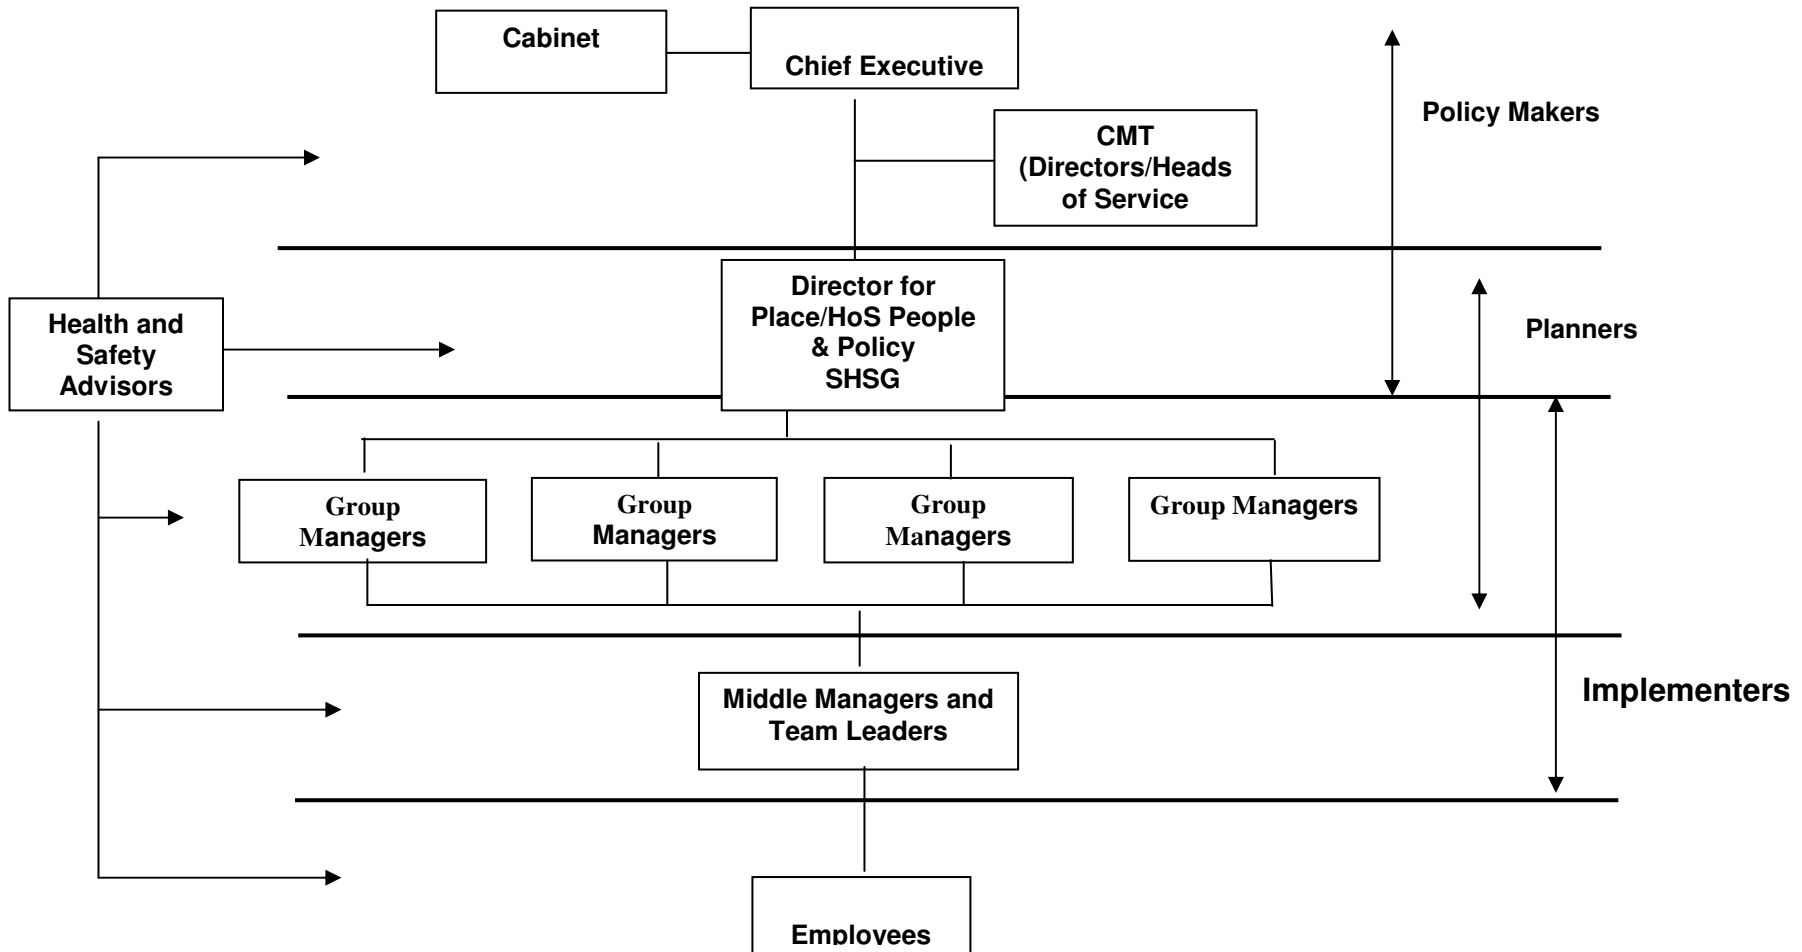 Cabinet
Chief Executive
Policy Makers
CMT
(Directors/Heads
of Service
Director for
Place/HoS People
& Policy
SHSG
Planners
Health and
Safety
Advisors
Group
Managers
Group
Managers
Group
Managers
Group Managers
Middle Managers and
Team Leaders
Implementers
Employees